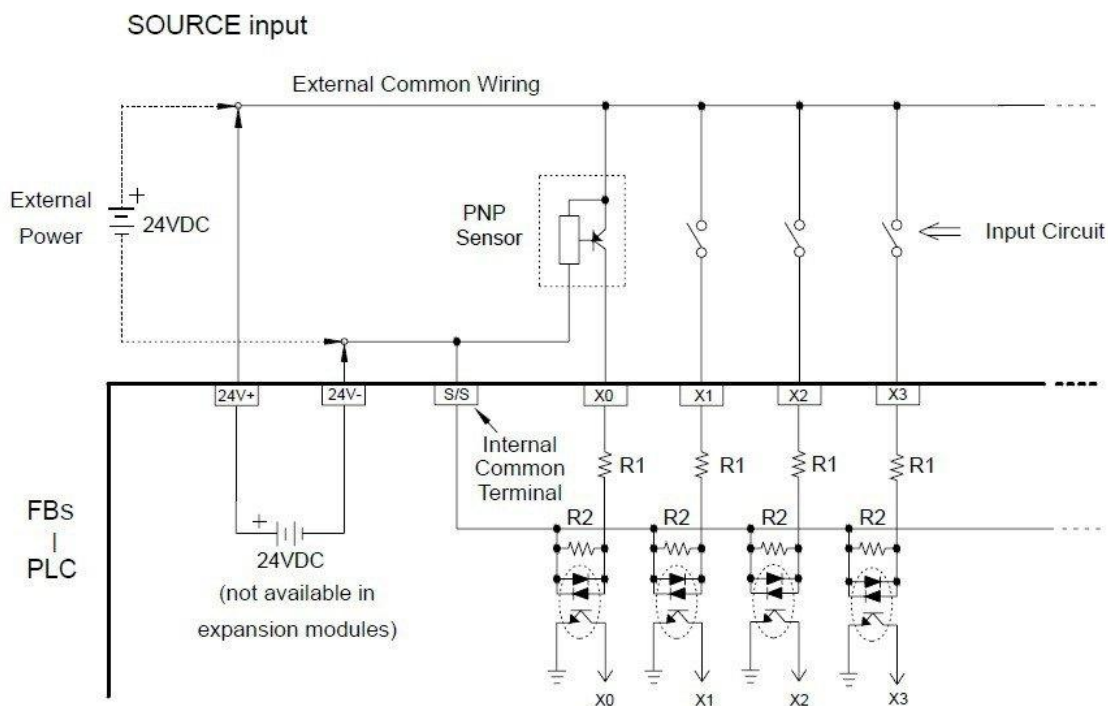 SOURCE input
External Common Wiring
External
Power
+
24VDC
PNP
Sensor
Input Circuit
24V+
24V-
S/S
X0
X1
X2
X3
Internal
Common
Terminal
R1
R1
R1
R1
FBs
PLC
+
24VDC
(not available in
expansion modules)
R2
R2
R2
R2
X0
X1
X2
X3